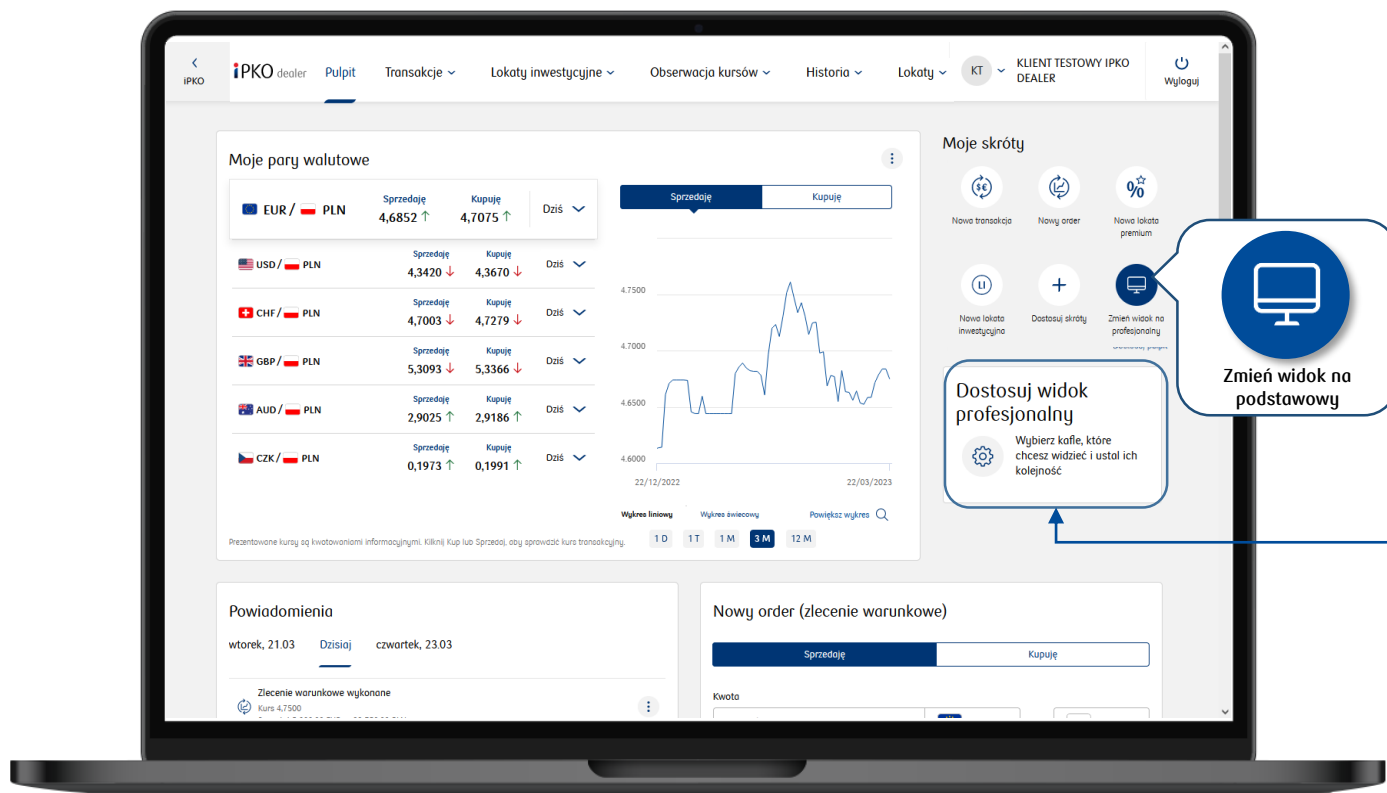 iPKO
iPKO dealer
Pulpit
Transakcje
Lokaty inwestycyjne
Obserwacja kursów
Historia
Lokaty
KT
KLIENT TESTOWY IPKO
DEALER
Wyloguj
Moje pary walutowe
EUR / PLN
Sprzedaję
4,6852
Kupuję
4,7075
Dziś
USD / PLN
Sprzedaję
4,3420
Kupuję
4,3670
Dziś
CHF / PLN
Sprzedaję
4,7003
Kupuję
4,7279
Dziś
GBP / PLN
Sprzedaję
5,3093
Kupuję
5,3366
Dziś
AUD / PLN
Sprzedaję
2,9025
Kupuję
2,9186
Dziś
CZK / PLN
Sprzedaję
0,1973
Kupuję
0,1991
Dziś
Prezentowane kursy są kwotowaniami informacyjnymi. Kilknij Kup lub Sprzedaj, aby sprowadzić kurs transakcyjny.
Sprzedaję
Kupuję
4.7500
4.7000
4.6500
4.6000
22/12/2022
22/03/2023
Wykres liniowy
Wykres świecowy
Powiększ wykres
1 D
1 T
1 M
3 M
12 M
Moje skróty
Nowa transakcja
Nowy order
Nowa lokata
premium
LI
Nowa lokata
inwestycyjna
Dostosuj skróty
Zmień widok na
profesjonalny
Zmień widok na
podstawowy
Dostosuj widok
profesjonalny
Wybierz kafle, które
chcesz widzieć i ustal ich
kolejność
Powiadomienia
wtorek, 21.03
Dzisiaj
czwartek, 23.03
Zlecenie warunkowe wykonane
Kurs 4,7500
Nowy order (zlecenie warunkowe)
Sprzedaję
Kupuję
Kwota